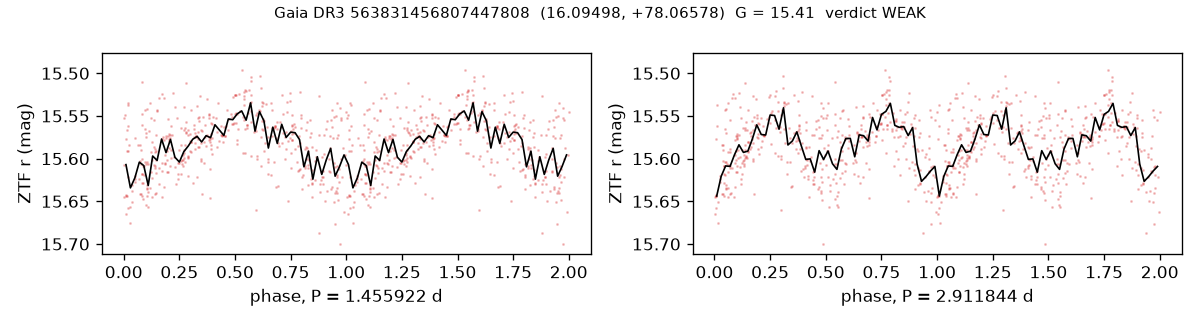 Gaia DR3 563831456807447808 (16.09498, +78.06578) G = 15.41 verdict WEAK
ZTF r (mag)
15.50
15.55
15.60
15.65
15.70
0.00 0.25 0.50 0.75 1.00 1.25 1.50 1.75 2.00
phase, P = 1.455922 d
ZTF r (mag)
15.50
15.55
15.60
15.65
15.70
0.00 0.25 0.50 0.75 1.00 1.25 1.50 1.75 2.00
phase, P = 2.911844 d